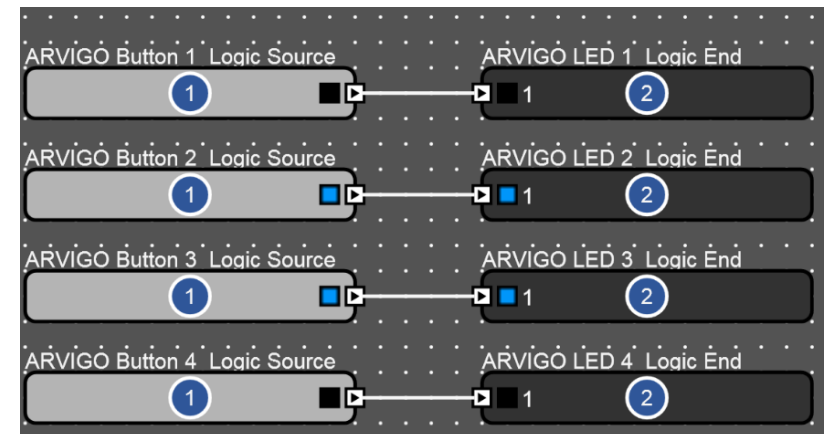 ARVIGO Button 1 Logic Source ARVIGO LED 1 Logic End
1 1 2
ARVIGO Button 2 Logic Source ARVIGO LED 2 Logic End
1 1 2
ARVIGO Button 3 Logic Source ARVIGO LED 3 Logic End
1 1 2
ARVIGO Button 4 Logic Source ARVIGO LED 4 Logic End
1 1 2